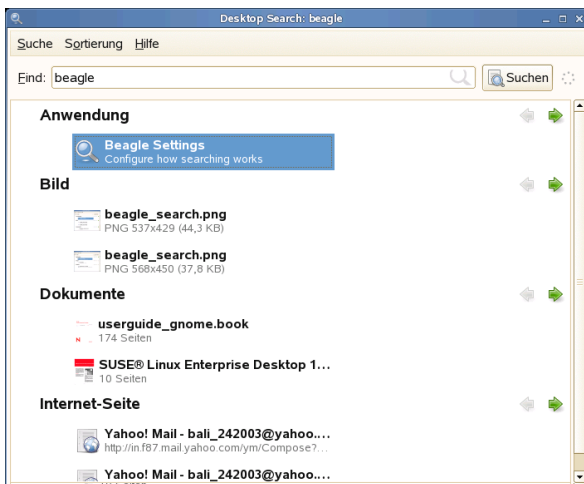 Desktop Search: beagle
Suche Sortierung Hilfe
Find: beagle Suchen
Anwendung
Beagle Settings
Configure how searching works
Bild
beagle_search.png
PNG 537x429 (44,3 KB)
beagle_search.png
PNG 568x450 (37,8 KB)
Dokumente
userguide_gnome.book
174 Seiten
SUSE® Linux Enterprise Desktop 1...
10 Seiten
Internet-Seite
Yahoo! Mail - bali_242003@yahoo....
http://in.f87.mail.yahoo.com/ym/Compose?...
Yahoo! Mail - bali_242003@yahoo....